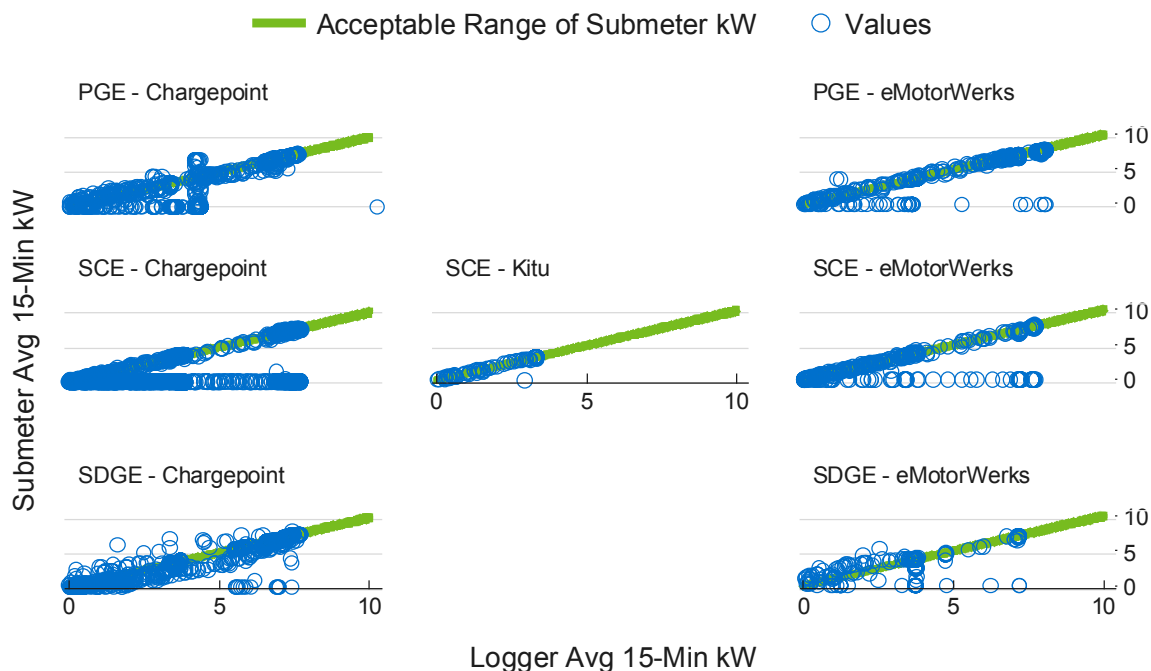 Acceptable Range of Submeter kW Values
PGE - Chargepoint PGE - eMotorWerks
10
5
0
SCE - Chargepoint SCE - Kitu SCE - eMotorWerks
10
5
0
0 5 10
SDGE - Chargepoint SDGE - eMotorWerks
10
5
0
0 5 10 0 5 10
Submeter Avg 15-Min kW
Logger Avg 15-Min kW